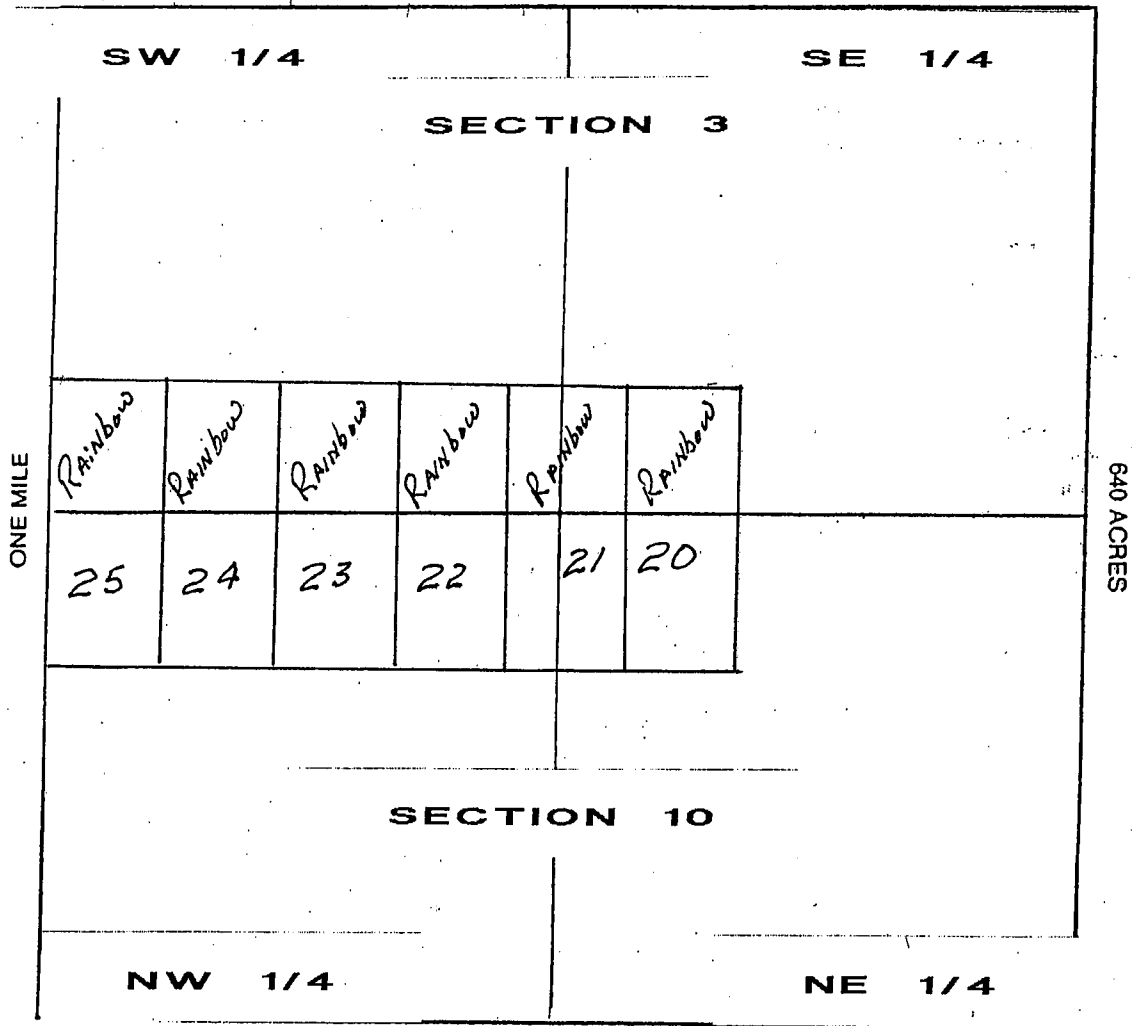 SW 1/4 SE 1/4
SECTION 3
RAiNbow RAINbow RAINbow RAINbow RAINbow RAINbow
ONE MILE
640 ACRES
25 24 23 22 21 20
SECTION 10
NW 1/4 NE 1/4